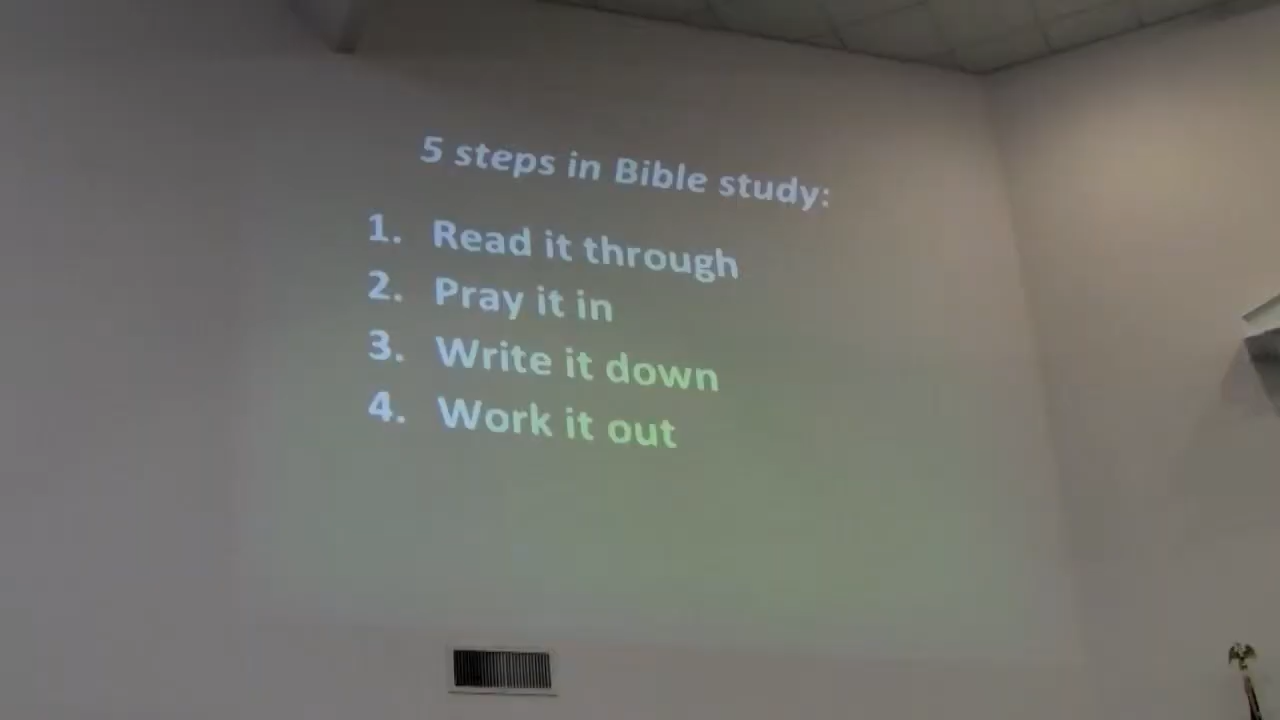 5 steps in Bible study:
1. Read it through
2. Pray it in
3. Write it down
4. Work it out